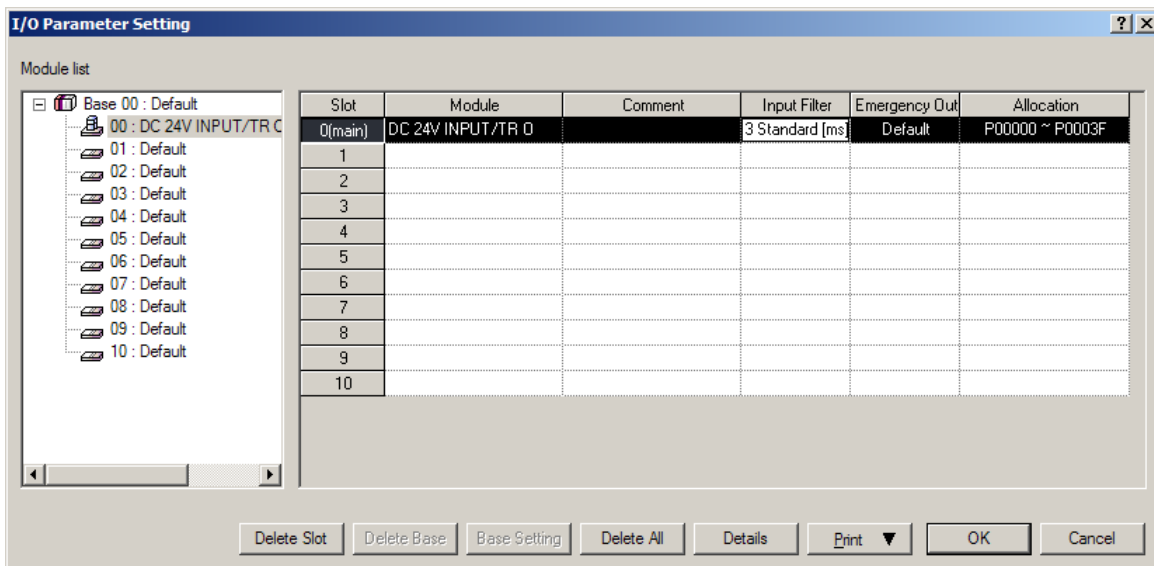 I/O Parameter Setting
Module list
Base 00 : Default
00 : DC 24V INPUT/TR O
01 : Default
02 : Default
03 : Default
04 : Default
05 : Default
06 : Default
07 : Default
08 : Default
09 : Default
10 : Default
Slot Module Comment Input Filter Emergency Out Allocation
0(main) DC 24V INPUT/TR O 3 Standard [ms] Default P00000 ~ P0003F
1
2
3
4
5
6
7
8
9
10
Delete Slot Delete Base Base Setting Delete All Details Print ▼ OK Cancel